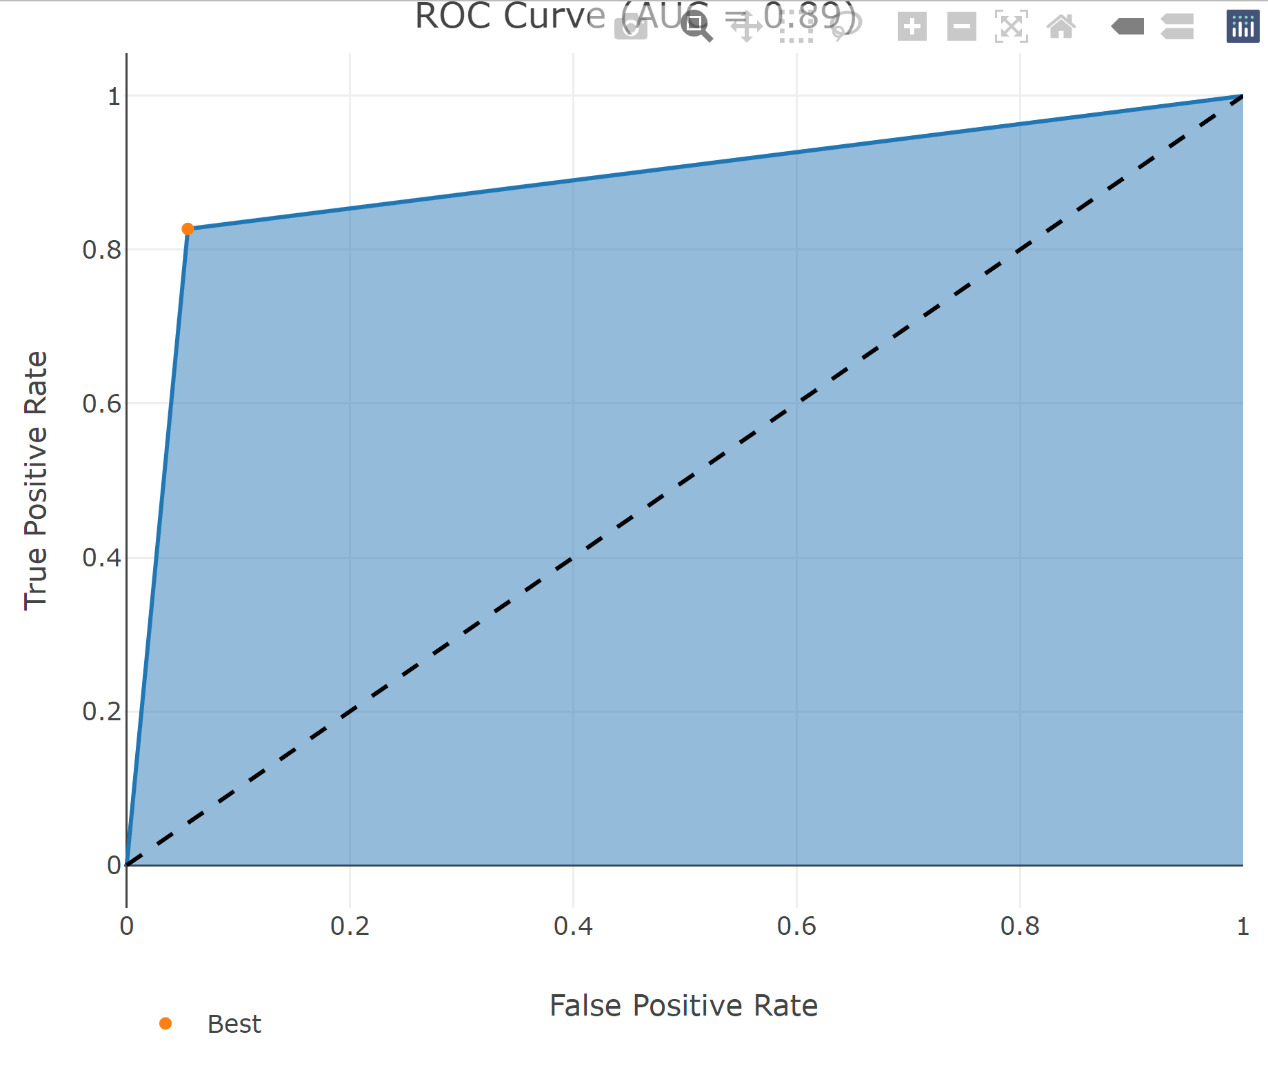 ROC Curve (AUC = 0.89)
1
0.8
0.6
0.4
0.2
0
True Positive Rate
0 0.2 0.4 0.6 0.8 1
False Positive Rate
Best